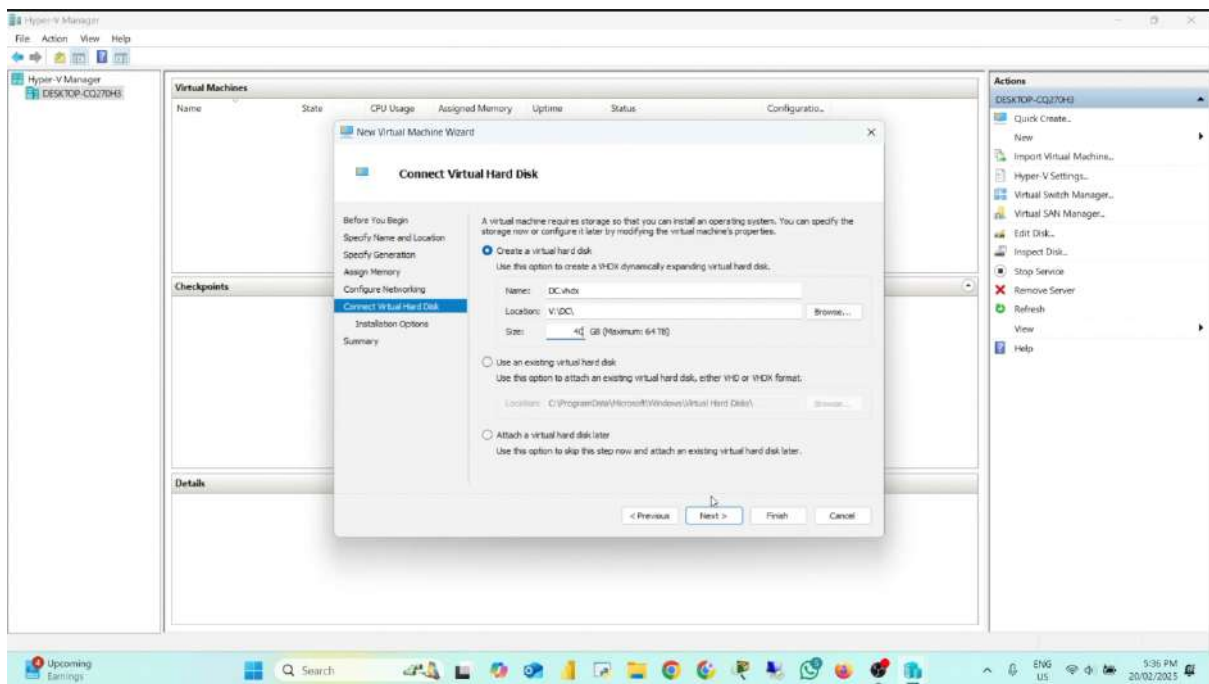 Hyper-V Manager
File Action View Help
Hyper-V Manager
DESKTOP-CQ270H3
Virtual Machines
Name State CPU Usage Assigned Memory Uptime Status Configuratio...
Checkpoints
Details
New Virtual Machine Wizard
Connect Virtual Hard Disk
Before You Begin
Specify Name and Location
Specify Generation
Assign Memory
Configure Networking
Connect Virtual Hard Disk
Installation Options
Summary
A virtual machine requires storage so that you can install an operating system. You can specify the
storage now or configure it later by modifying the virtual machine's properties.
Create a virtual hard disk
Use this option to create a VHDX dynamically expanding virtual hard disk.
Name: DC.vhdx
Location: V:\DC\ Browse...
Size: 40 GB (Maximum: 64 TB)
Use an existing virtual hard disk
Use this option to attach an existing virtual hard disk, either VHD or VHDX format.
Location: C:\ProgramData\Microsoft\Windows\Virtual Hard Disks\ Browse...
Attach a virtual hard disk later
Use this option to skip this step now and attach an existing virtual hard disk later.
< Previous Next > Finish Cancel
Actions
DESKTOP-CQ270H3
Quick Create...
New
Import Virtual Machine...
Hyper-V Settings...
Virtual Switch Manager...
Virtual SAN Manager...
Edit Disk...
Inspect Disk...
Stop Service
Remove Server
Refresh
View
Help
Upcoming
Earnings
Search
ENG
US
5:36 PM
20/02/2025